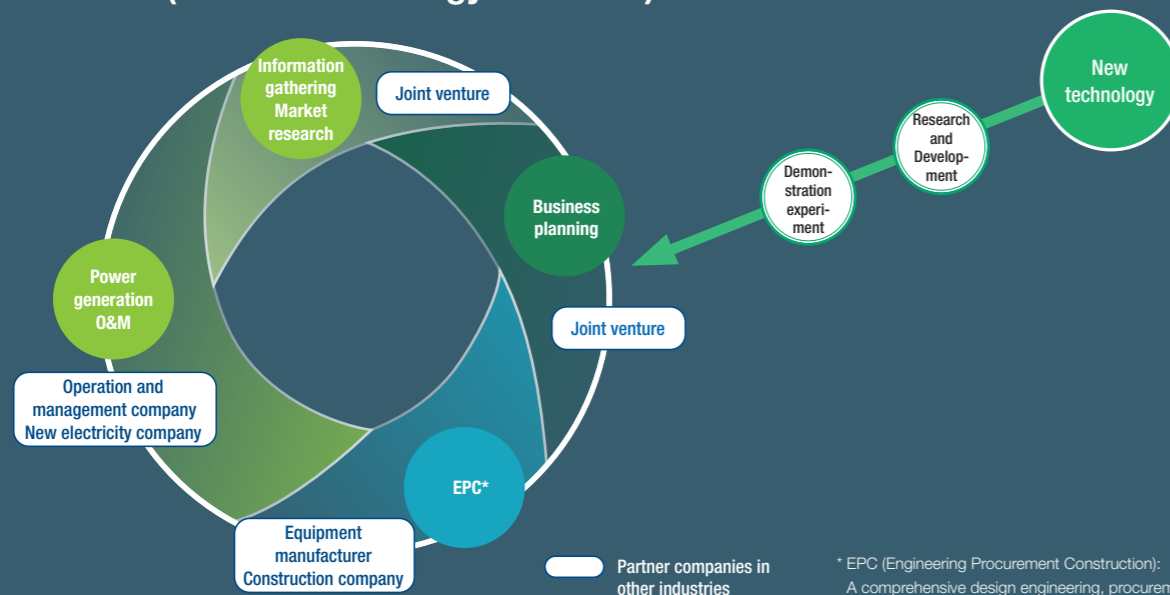 Information
gathering
Market
research
Joint venture
New
technology
Research
and
Develop-
ment
Demon-
stration
experi-
ment
Business
planning
Power
generation
O&M
Joint venture
Operation and
management company
New electricity company
EPC*
Equipment
manufacturer
Construction company
Partner companies in
other industries
* EPC (Engineering Procurement Construction):
A comprehensive design engineering,